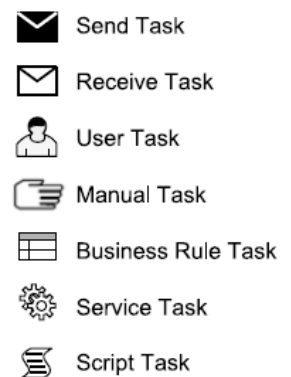 Send Task
Receive Task
User Task
Manual Task
Business Rule Task
Service Task
Script Task